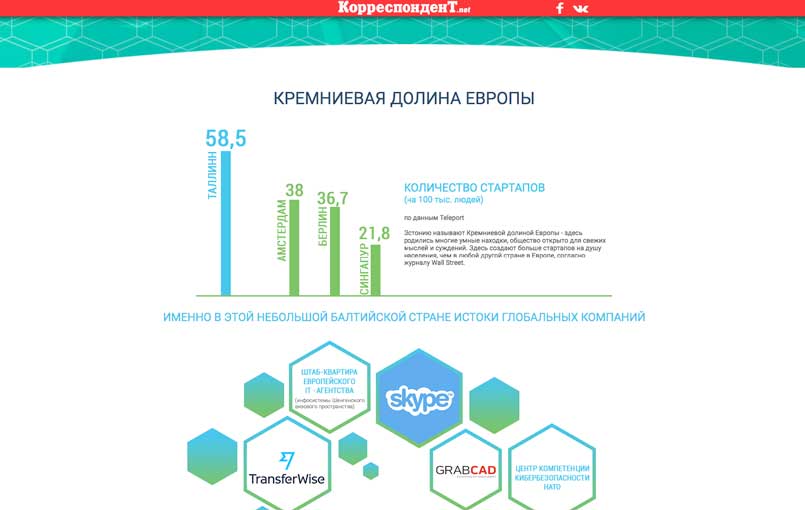 КорреспонденТ.net
КРЕМНИЕВАЯ ДОЛИНА ЕВРОПЫ
58,5
ТАЛЛИНН
38
АМСТЕРДАМ
36,7
БЕРЛИН
21,8
СИНГАПУР
КОЛИЧЕСТВО СТАРТАПОВ
(на 100 тыс. людей)
по данным Teleport
Эстонию называют Кремниевой долиной Европы - здесь
родились многие умные находки, общество открыто для свежих
мыслей и суждений. Здесь создают больше стартапов на душу
населения, чем в любой другой стране в Европе, согласно
журналу Wall Street.
ИМЕННО В ЭТОЙ НЕБОЛЬШОЙ БАЛТИЙСКОЙ СТРАНЕ ИСТОКИ ГЛОБАЛЬНЫХ КОМПАНИЙ
ШТАБ-КВАРТИРА
ЕВРОПЕЙСКОГО
IT - АГЕНТСТВА
(инфосистемы Шенгенского
визового пространства)
skype
TransferWise
GRABCAD
ЦЕНТР КОМПЕТЕНЦИИ
КИБЕРБЕЗОПАСНОСТИ
НАТО